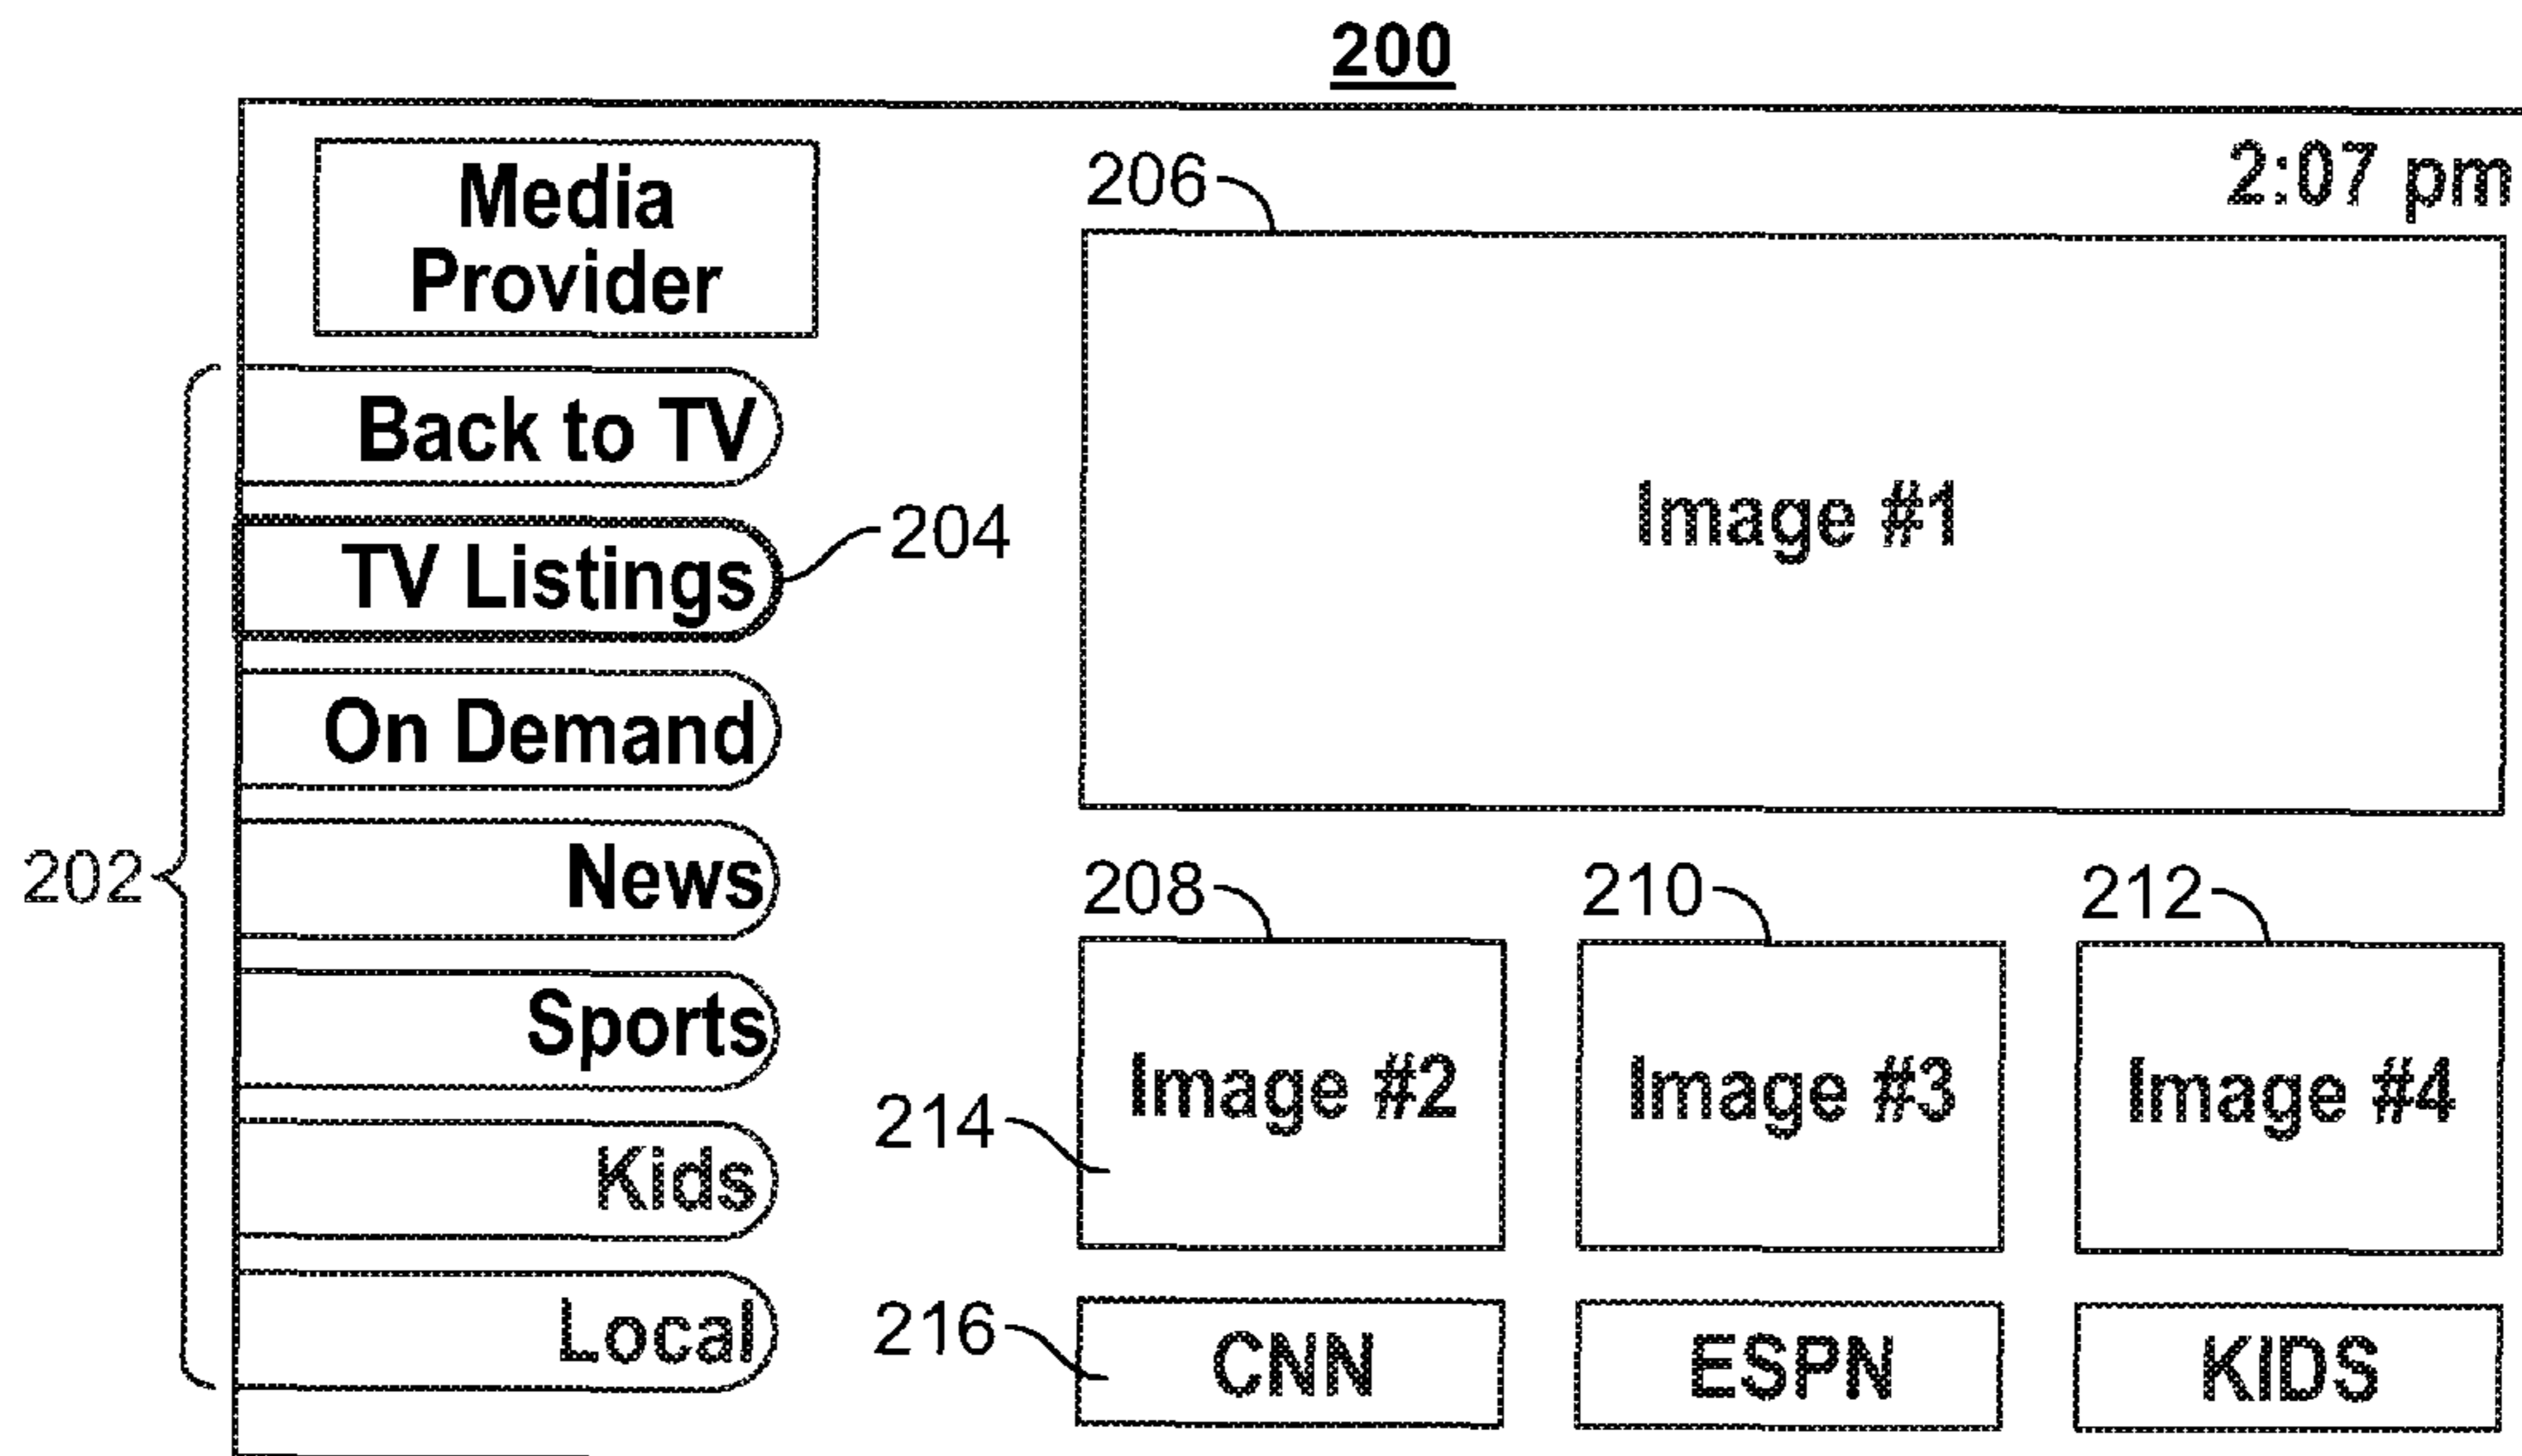 200
Media
Provider
2:07 pm
206
Back to TV
TV Listings
204
On Demand
News
Sports
Kids
Local
202
Image #1
208
210
212
Image #2
Image #3
Image #4
214
216
CNN
ESPN
KIDS